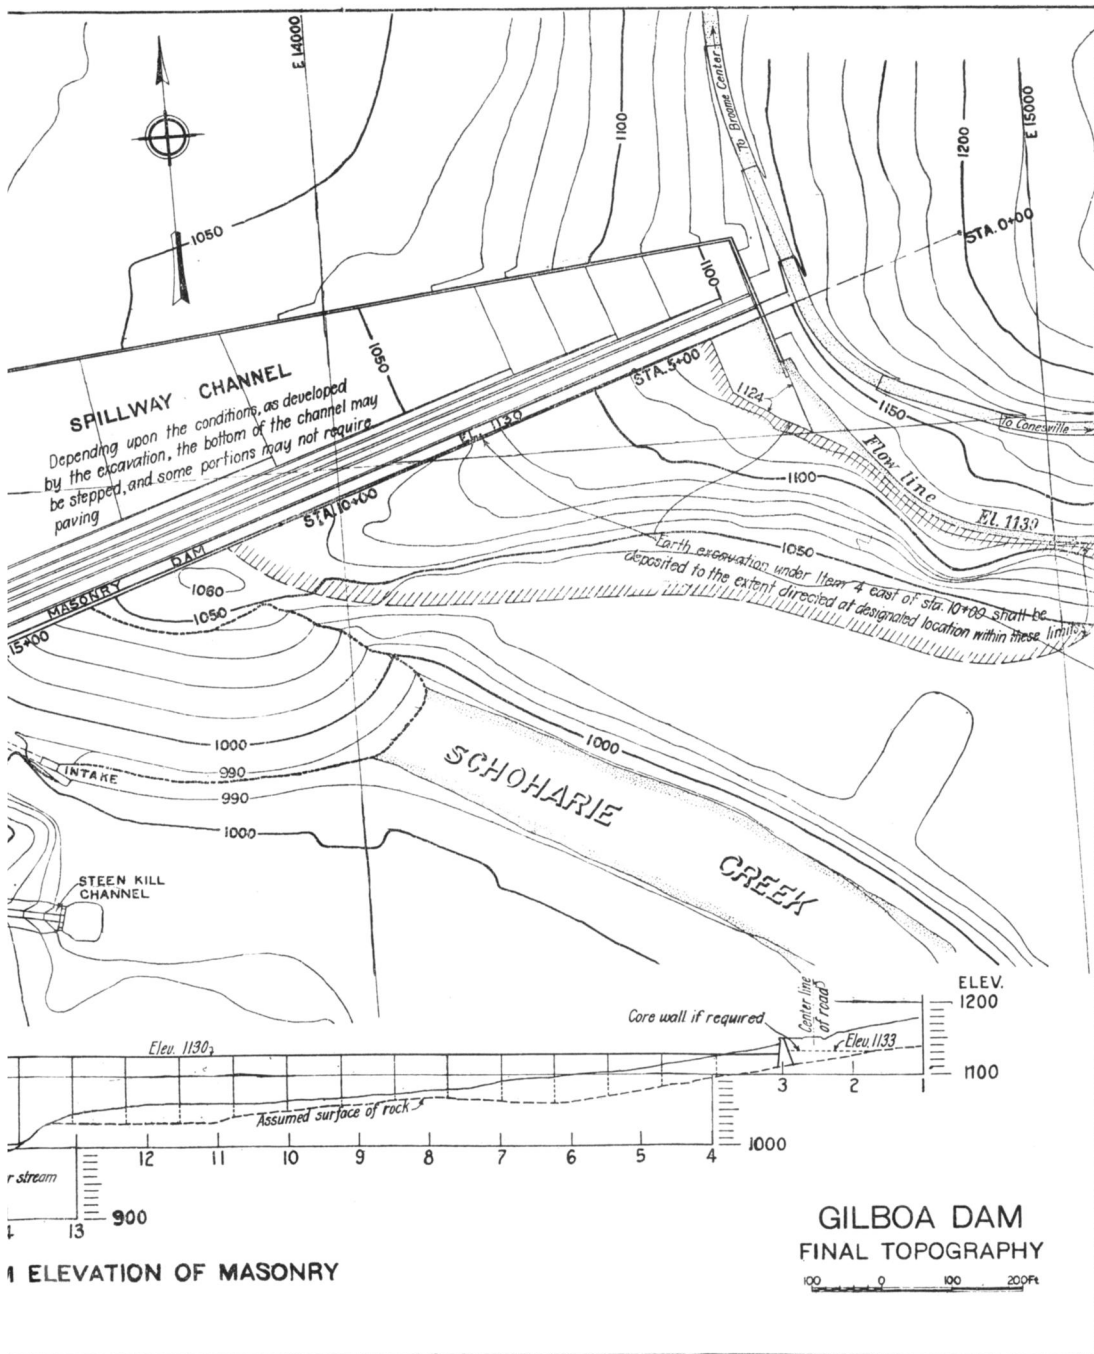 E 14000
To Broome Center
1100
1200
E 15000
STA. 0+00
1050
1100
1050
SPILLWAY CHANNEL
Depending upon the conditions, as developed
by the excavation, the bottom of the channel may
be stepped, and some portions may not require
paving
STA. 5+00
1124
1150
To Conesville
El. 1130
Flow line
El. 1130
1100
STA. 10+00
1050
Earth excavation under Item 4 east of sta. 10+00 shall be
deposited to the extent directed at designated location within these limits
MASONRY DAM
1060
1050
15+00
1000
1000
INTAKE
990
990
1000
SCHOHARIE
CREEK
STEEN KILL
CHANNEL
ELEV.
1200
Center line
of road
Core wall if required
Elev. 1130
Elev. 1133
1100
3 2 1
Assumed surface of rock
1000
12 11 10 9 8 7 6 5 4
r stream
900
4 13
GILBOA DAM
FINAL TOPOGRAPHY
ELEVATION OF MASONRY
100 0 100 200Ft